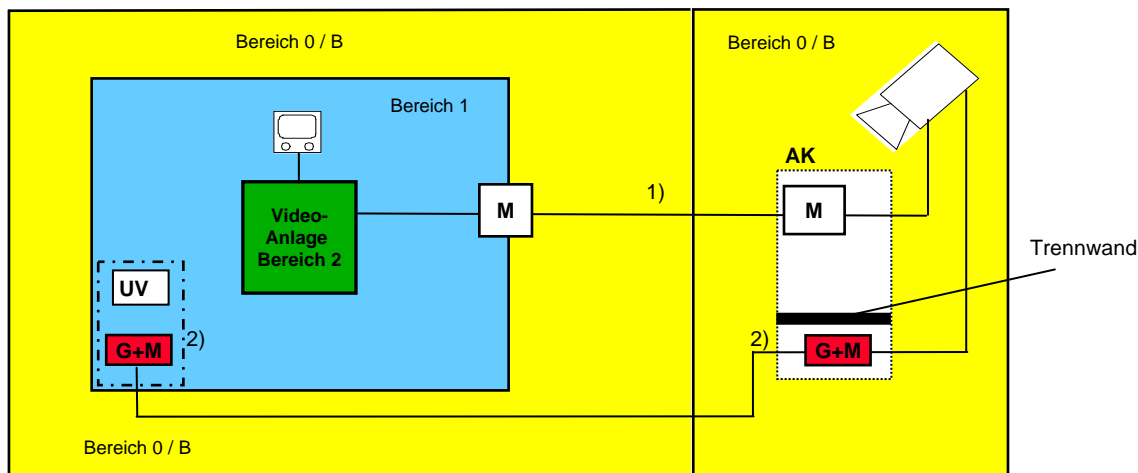 Bereich 0 / B
Bereich 0 / B
Bereich 1
AK
Video-
Anlage
Bereich 2
M
1)
M
Trennwand
UV
G+M
2)
2)
G+M
Bereich 0 / B